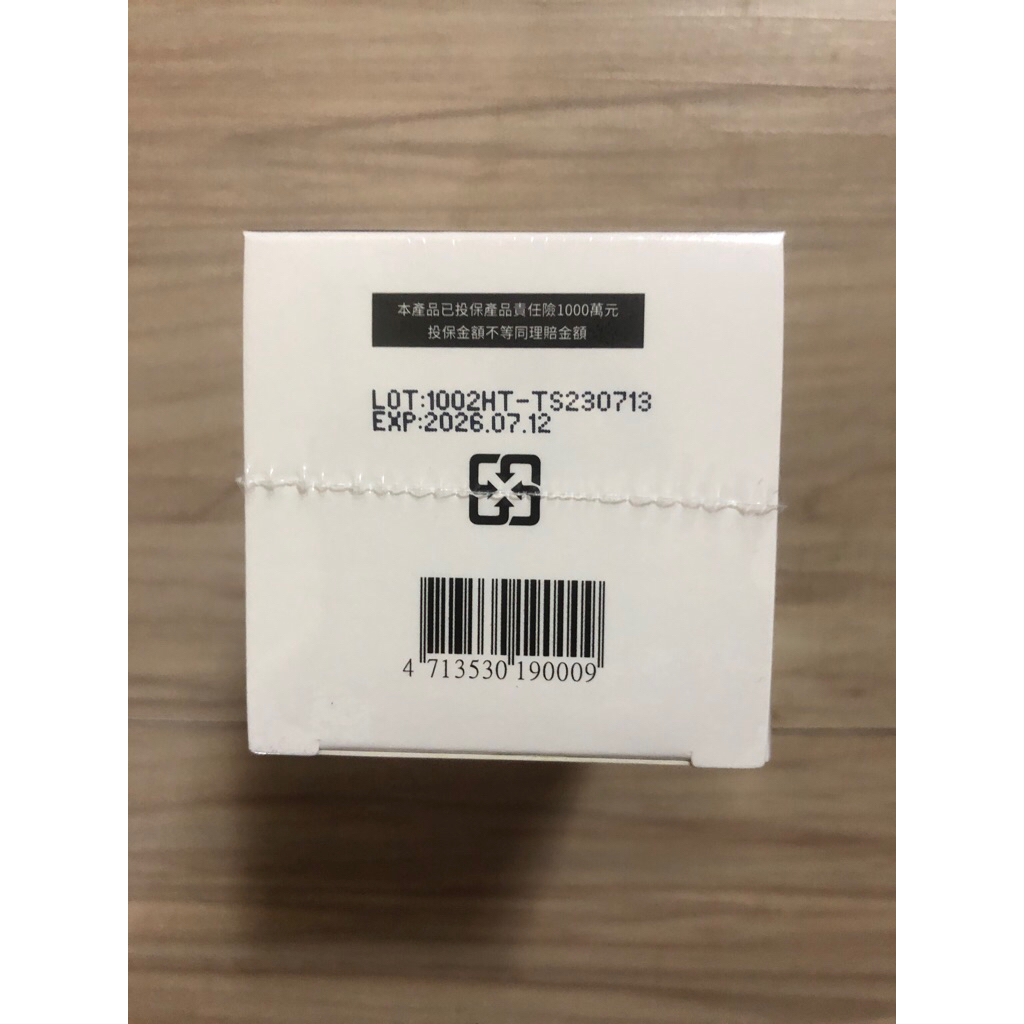 本產品已投保產品責任險1000萬元
投保金額不等同理賠金額
LOT:1002HT-TS230713
EXP:2026.07.12
4 713530 190009